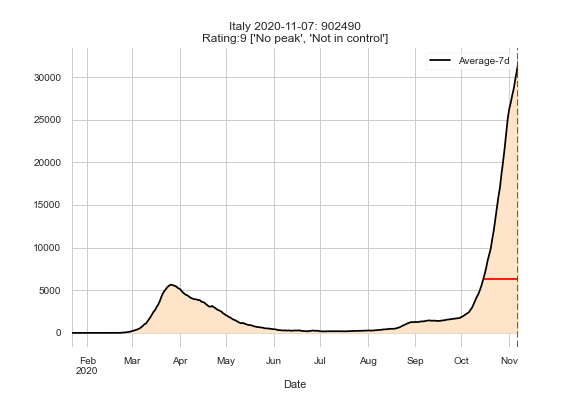 Italy 2020-11-07: 902490
Rating:9 ['No peak', 'Not in control']
Average-7d
30000
25000
20000
15000
10000
5000
0
Feb Mar Apr May Jun Jul Aug Sep Oct Nov
2020
Date